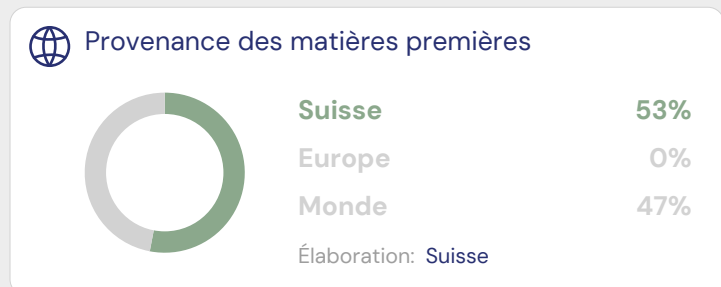 Provenance des matières premières
Suisse 53%
Europe 0%
Monde 47%
Élaboration: Suisse